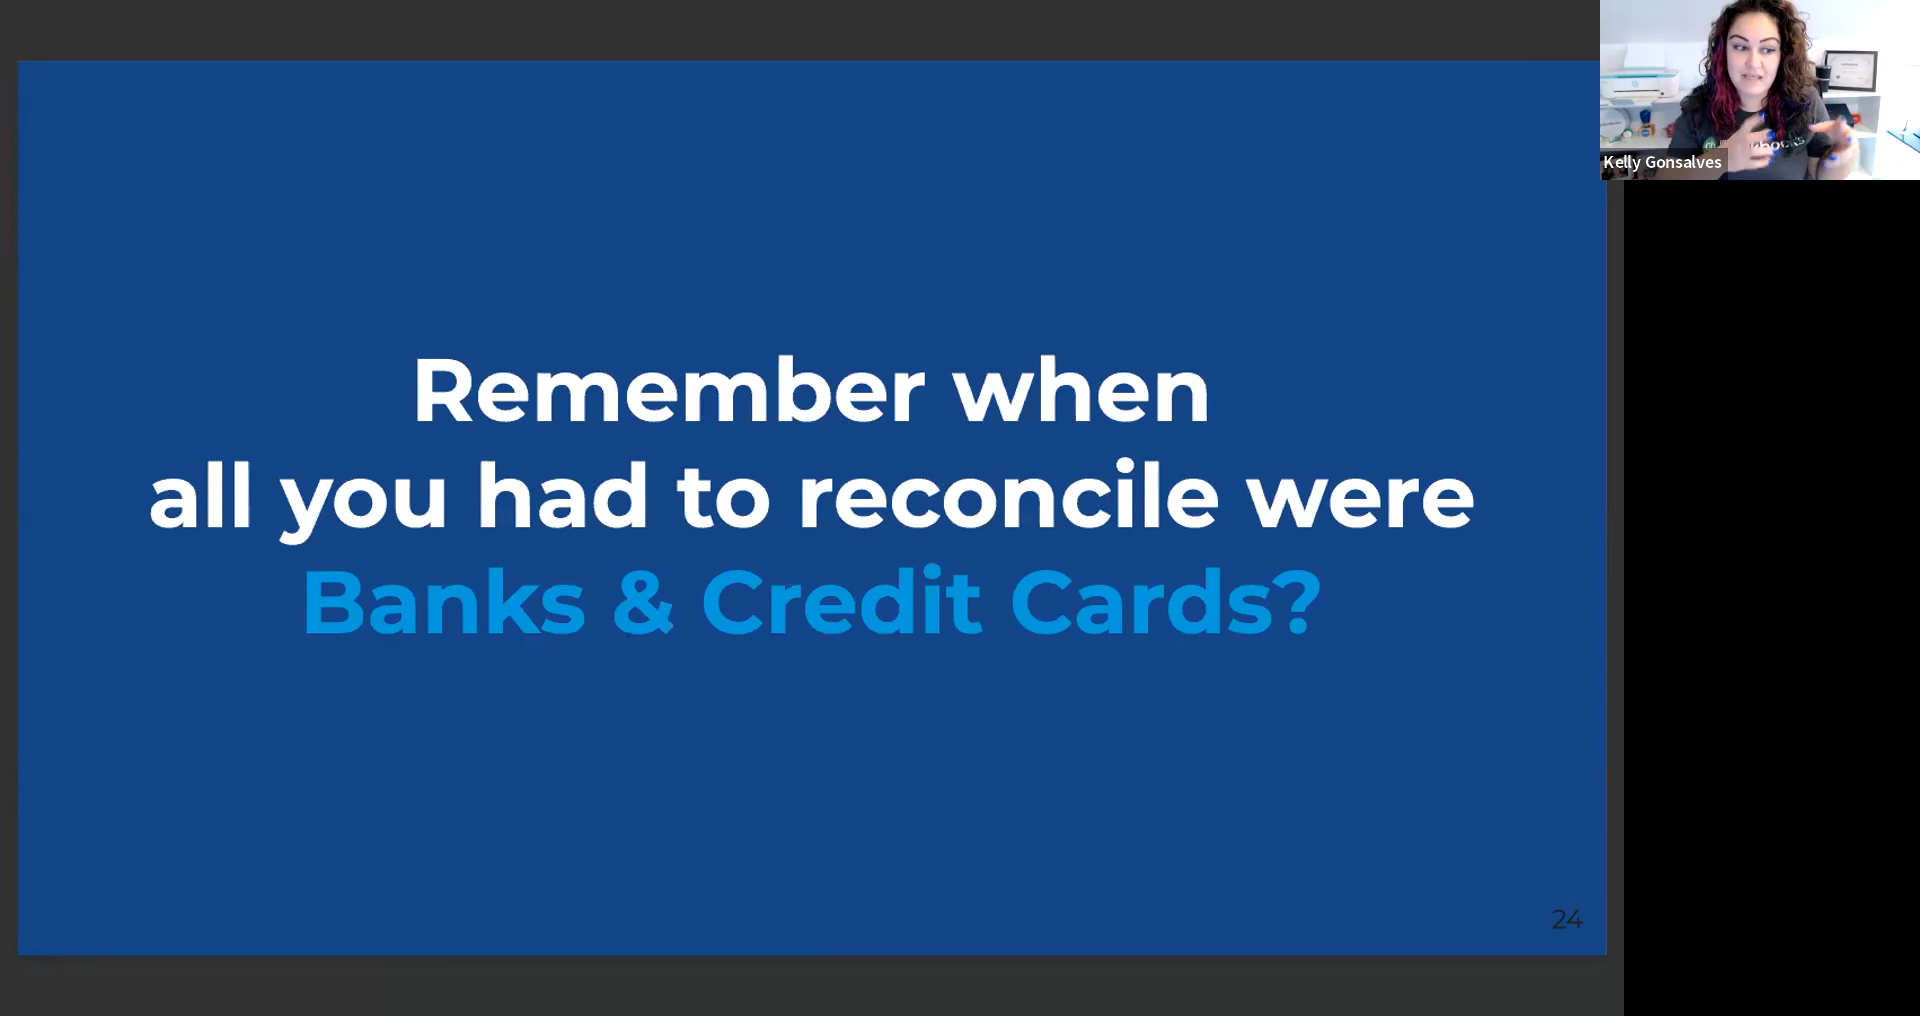 Remember when
all you had to reconcile were
Banks & Credit Cards?
24
Kelly Gonsalves